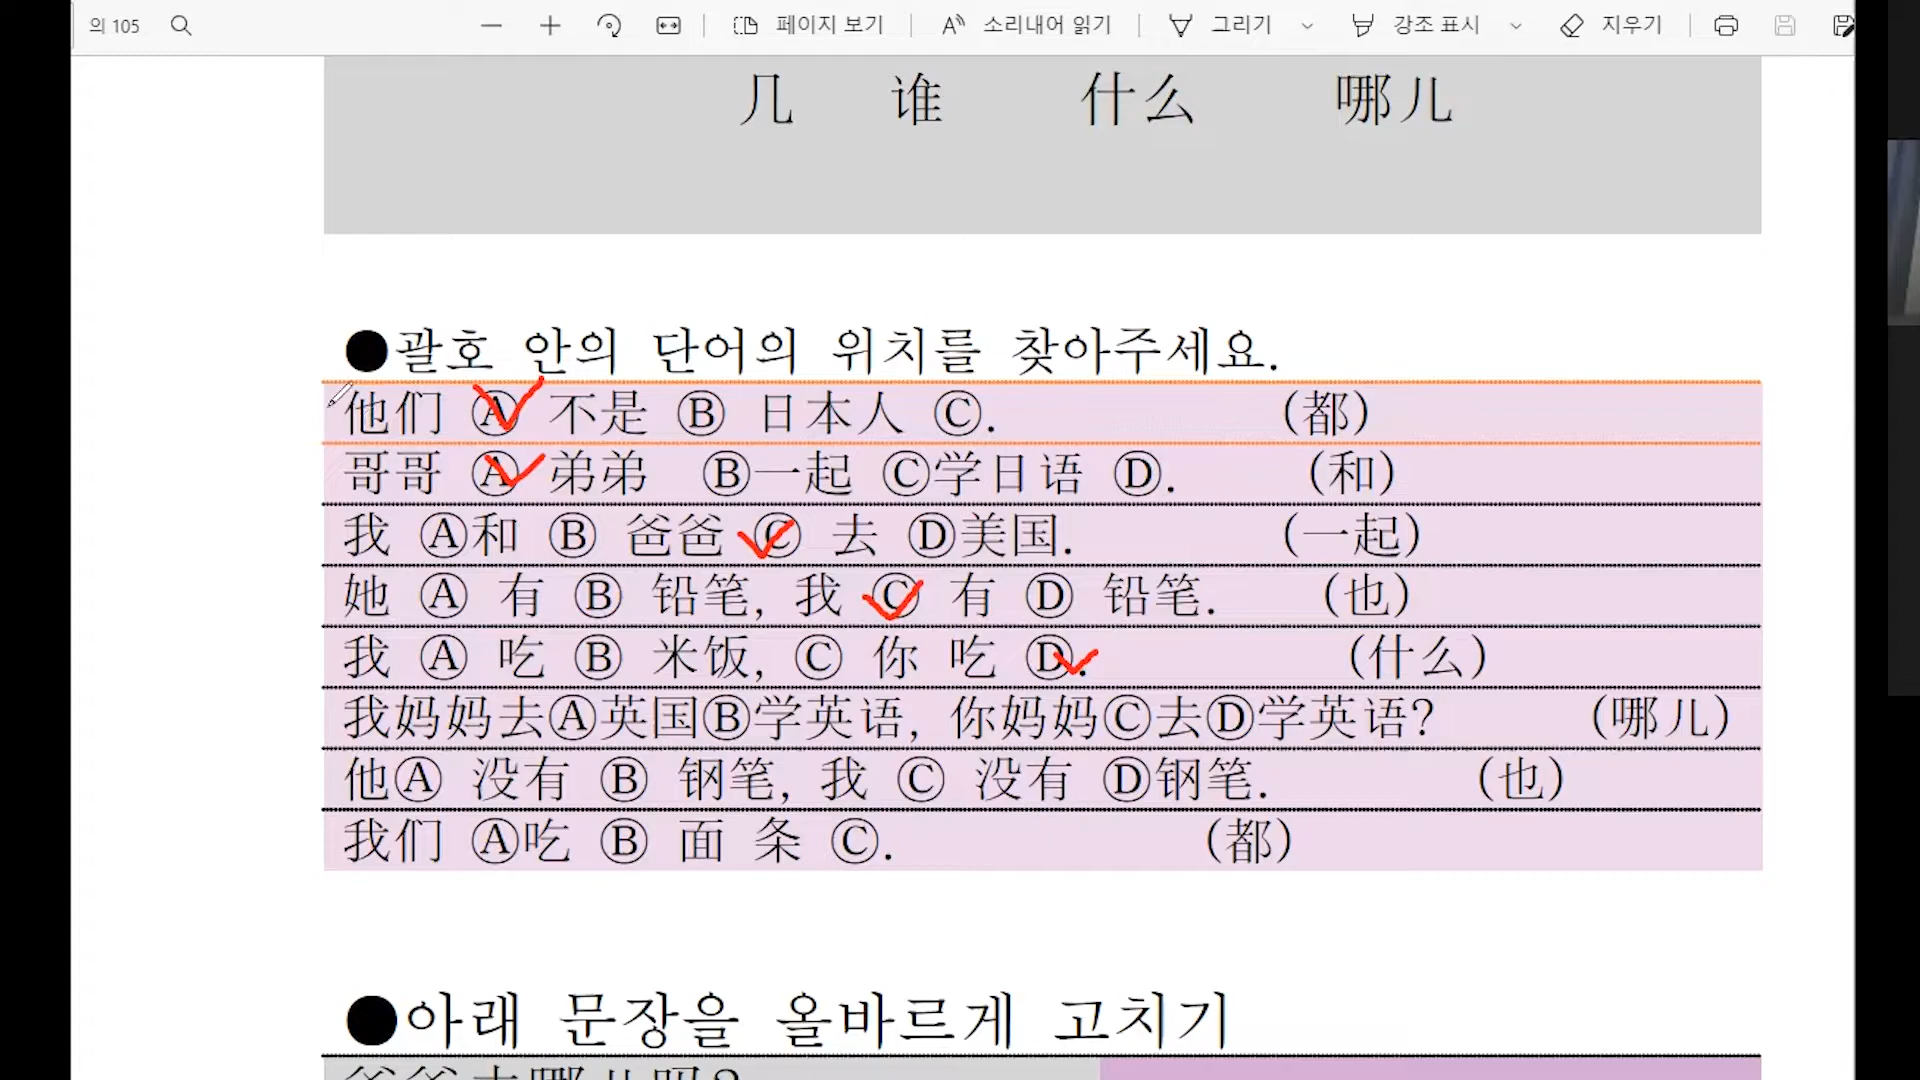 의 105 페이지 보기 소리내어 읽기 그리기 강조 표시 지우기
几 谁 什么 哪儿
●괄호 안의 단어의 위치를 찾아주세요.
他们 Ⓐ 不是 Ⓑ 日本人 Ⓒ. (都)
哥哥 Ⓐ 弟弟 Ⓑ一起 Ⓒ学日语 Ⓓ. (和)
我 Ⓐ和 Ⓑ 爸爸 Ⓒ 去 Ⓓ美国. (一起)
她 Ⓐ 有 Ⓑ 铅笔, 我 Ⓒ 有 Ⓓ 铅笔. (也)
我 Ⓐ 吃 Ⓑ 米饭, Ⓒ 你 吃 Ⓓ. (什么)
我妈妈去Ⓐ英国Ⓑ学英语, 你妈妈Ⓒ去Ⓓ学英语? (哪儿)
他Ⓐ 没有 Ⓑ 钢笔, 我 Ⓒ 没有 Ⓓ钢笔. (也)
我们 Ⓐ吃 Ⓑ 面 条 Ⓒ. (都)
●아래 문장을 올바르게 고치기